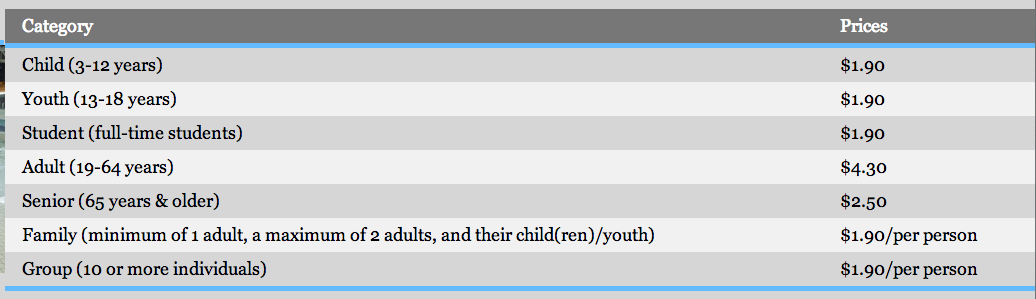 Category Prices
Child (3-12 years) $1.90
Youth (13-18 years) $1.90
Student (full-time students) $1.90
Adult (19-64 years) $4.30
Senior (65 years & older) $2.50
Family (minimum of 1 adult, a maximum of 2 adults, and their child(ren)/youth) $1.90/per person
Group (10 or more individuals) $1.90/per person